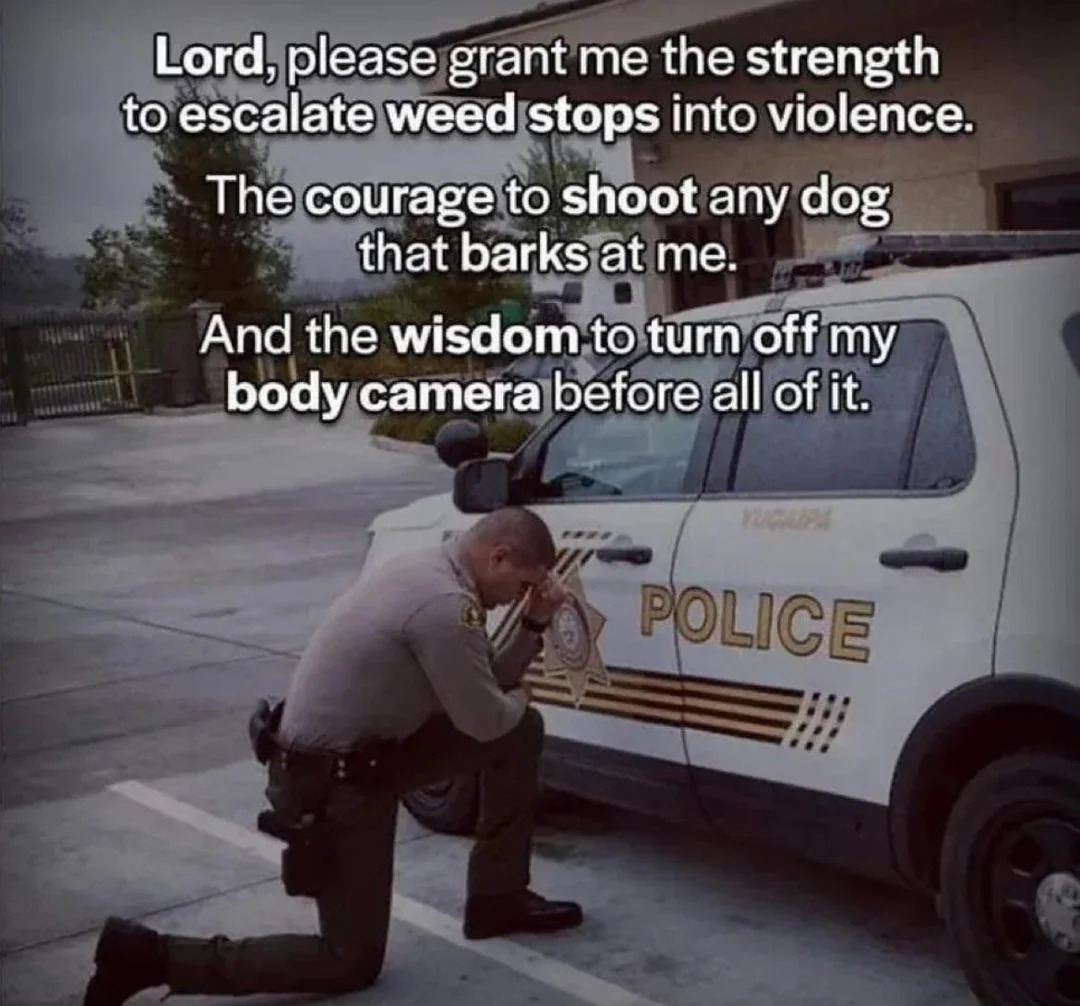 Lord, please grant me the strength
to escalate weed stops into violence.
The courage to shoot any dog
that barks at me.
And the wisdom to turn off my
body camera before all of it.
YUCAIPA
POLICE